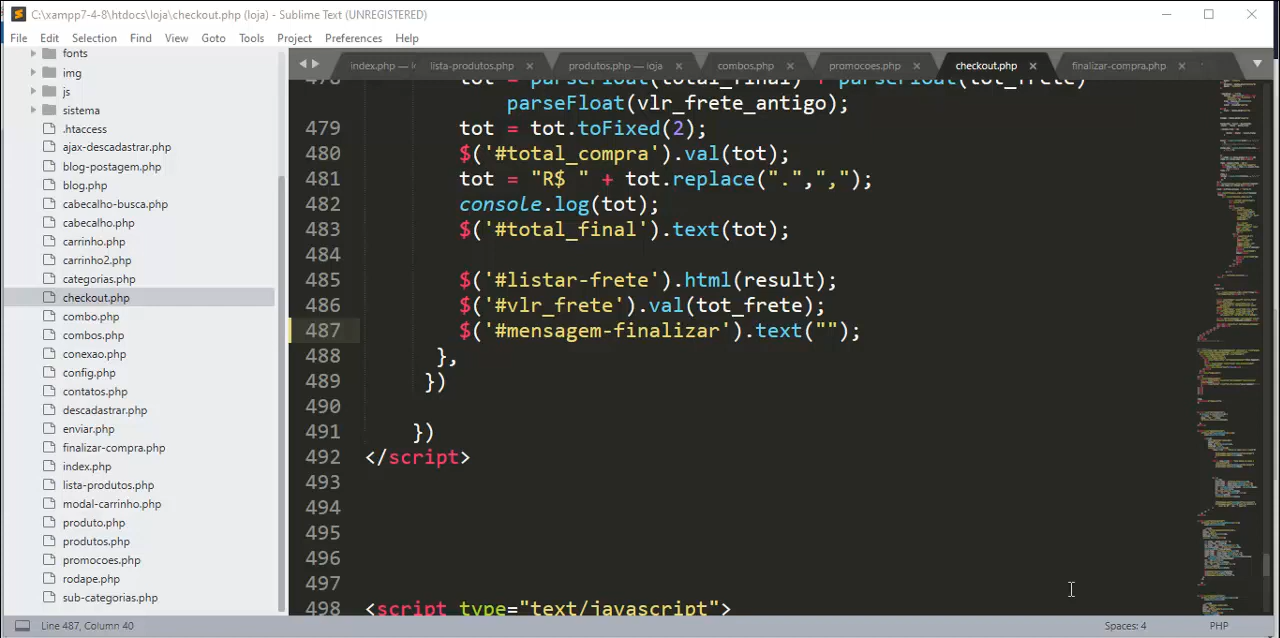 C:\xampp7-4-8\htdocs\loja\checkout.php (loja) - Sublime Text (UNREGISTERED)
File Edit Selection Find View Goto Tools Project Preferences Help
index.php — lista-produtos.php produtos.php — loja combos.php promocoes.php checkout.php finalizar-compra.php
fonts
img
js
sistema
.htaccess
ajax-descadastrar.php
blog-postagem.php
blog.php
cabecalho-busca.php
cabecalho.php
carrinho.php
carrinho2.php
categorias.php
checkout.php
combo.php
combos.php
conexao.php
config.php
contatos.php
descadastrar.php
enviar.php
finalizar-compra.php
index.php
lista-produtos.php
modal-carrinho.php
produto.php
produtos.php
promocoes.php
rodape.php
sub-categorias.php
478 tot = parseFloat(total_final) + parseFloat(tot_frete)
parseFloat(vlr_frete_antigo);
479 tot = tot.toFixed(2);
480 $('#total_compra').val(tot);
481 tot = "R$ " + tot.replace(".",",");
482 console.log(tot);
483 $('#total_final').text(tot);
484
485 $('#listar-frete').html(result);
486 $('#vlr_frete').val(tot_frete);
487 $('#mensagem-finalizar').text("");
488 },
489 })
490
491 })
492 </script>
493
494
495
496
497
498 <script type="text/javascript">
Line 487, Column 40 Spaces: 4 PHP